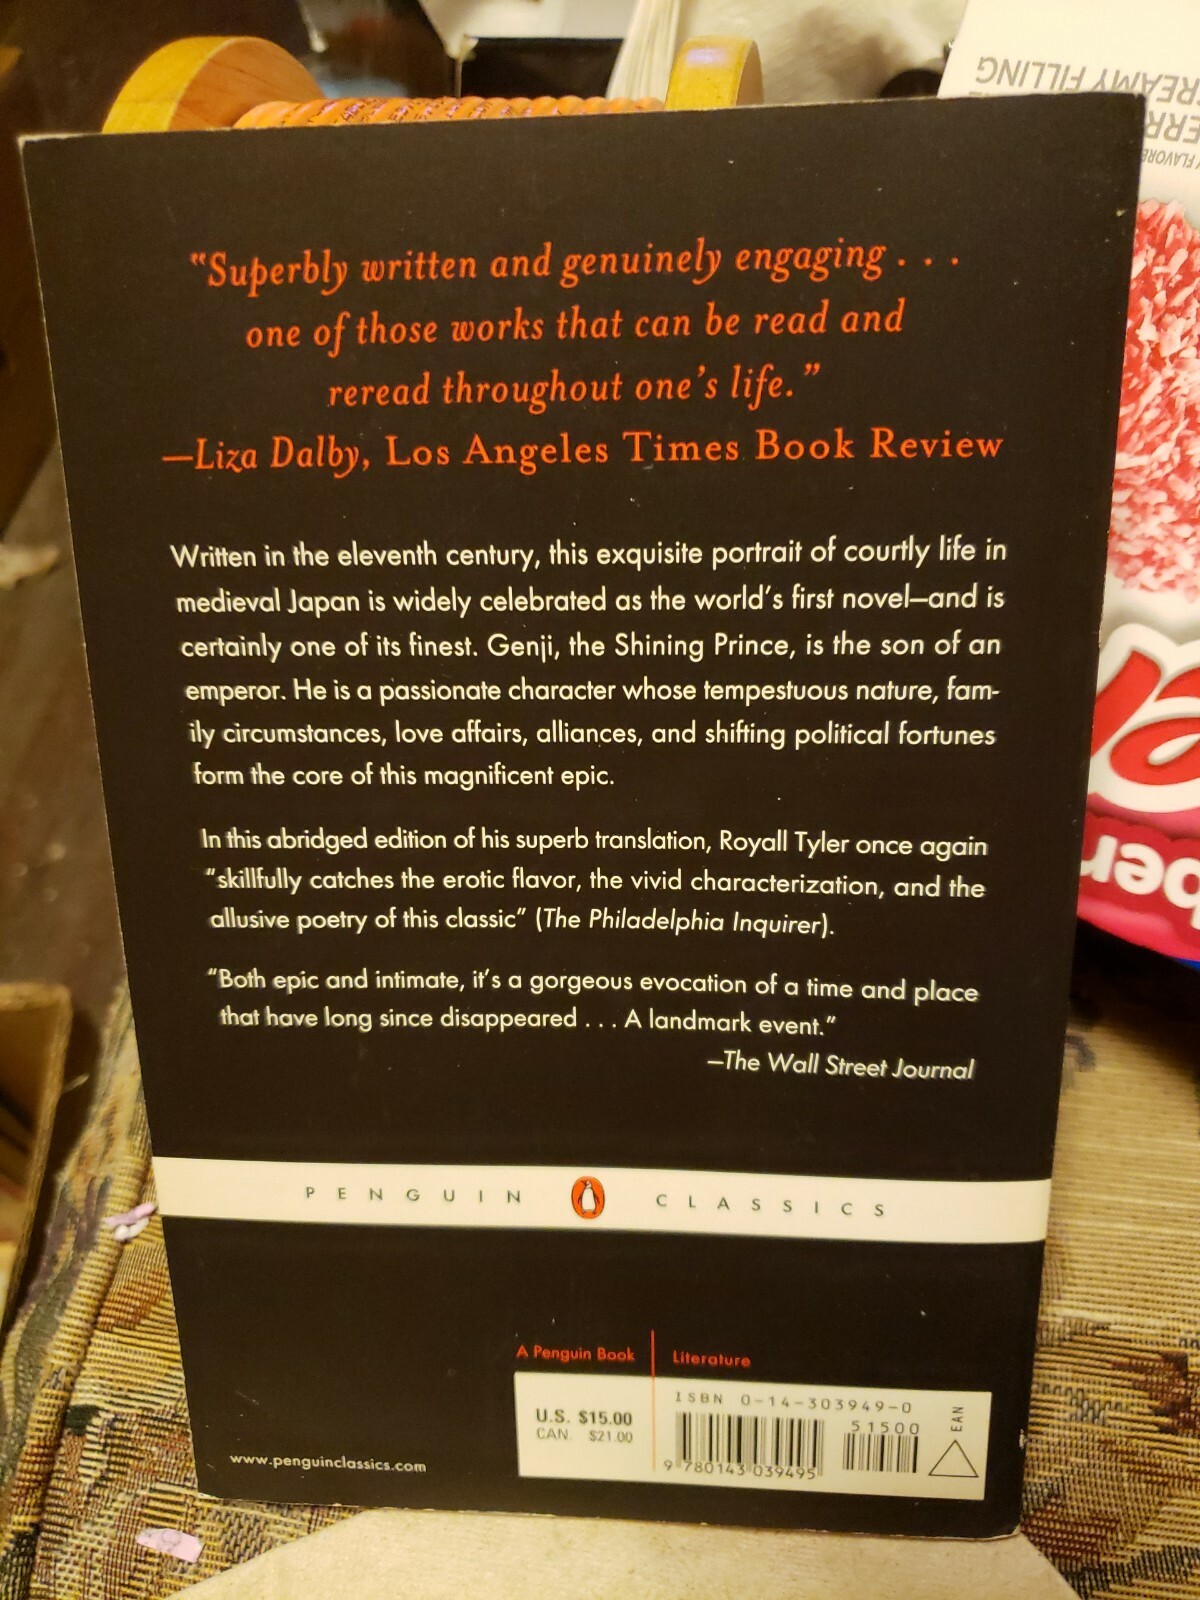 "Superbly written and genuinely engaging . . .
one of those works that can be read and
reread throughout one's life."
—Liza Dalby, Los Angeles Times Book Review
Written in the eleventh century, this exquisite portrait of courtly life in
medieval Japan is widely celebrated as the world's first novel—and is
certainly one of its finest. Genji, the Shining Prince, is the son of an
emperor. He is a passionate character whose tempestuous nature, fam-
ily circumstances, love affairs, alliances, and shifting political fortunes
form the core of this magnificent epic.
In this abridged edition of his superb translation, Royall Tyler once again
"skillfully catches the erotic flavor, the vivid characterization, and the
allusive poetry of this classic" (The Philadelphia Inquirer).
"Both epic and intimate, it's a gorgeous evocation of a time and place
that have long since disappeared . . . A landmark event."
—The Wall Street Journal
PENGUIN CLASSICS
A Penguin Book | Literature
ISBN 0-14-303949-0
U.S. $15.00
CAN. $21.00
51500
EAN
9 780143 039495
www.penguinclassics.com
FILLING